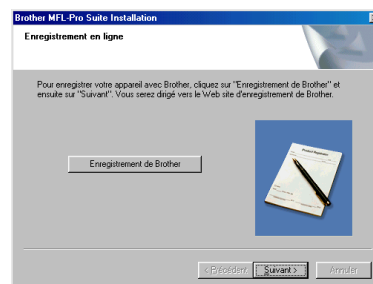 Brother MFL-Pro Suite Installation
Enregistrement en ligne
Pour enregistrer votre appareil avec Brother, cliquez sur "Enregistrement de Brother" et
ensuite sur "Suivant". Vous serez dirigé vers le Web site d'enregistrement de Brother.
Enregistrement de Brother
< Précédent
Suivant >
Annuler